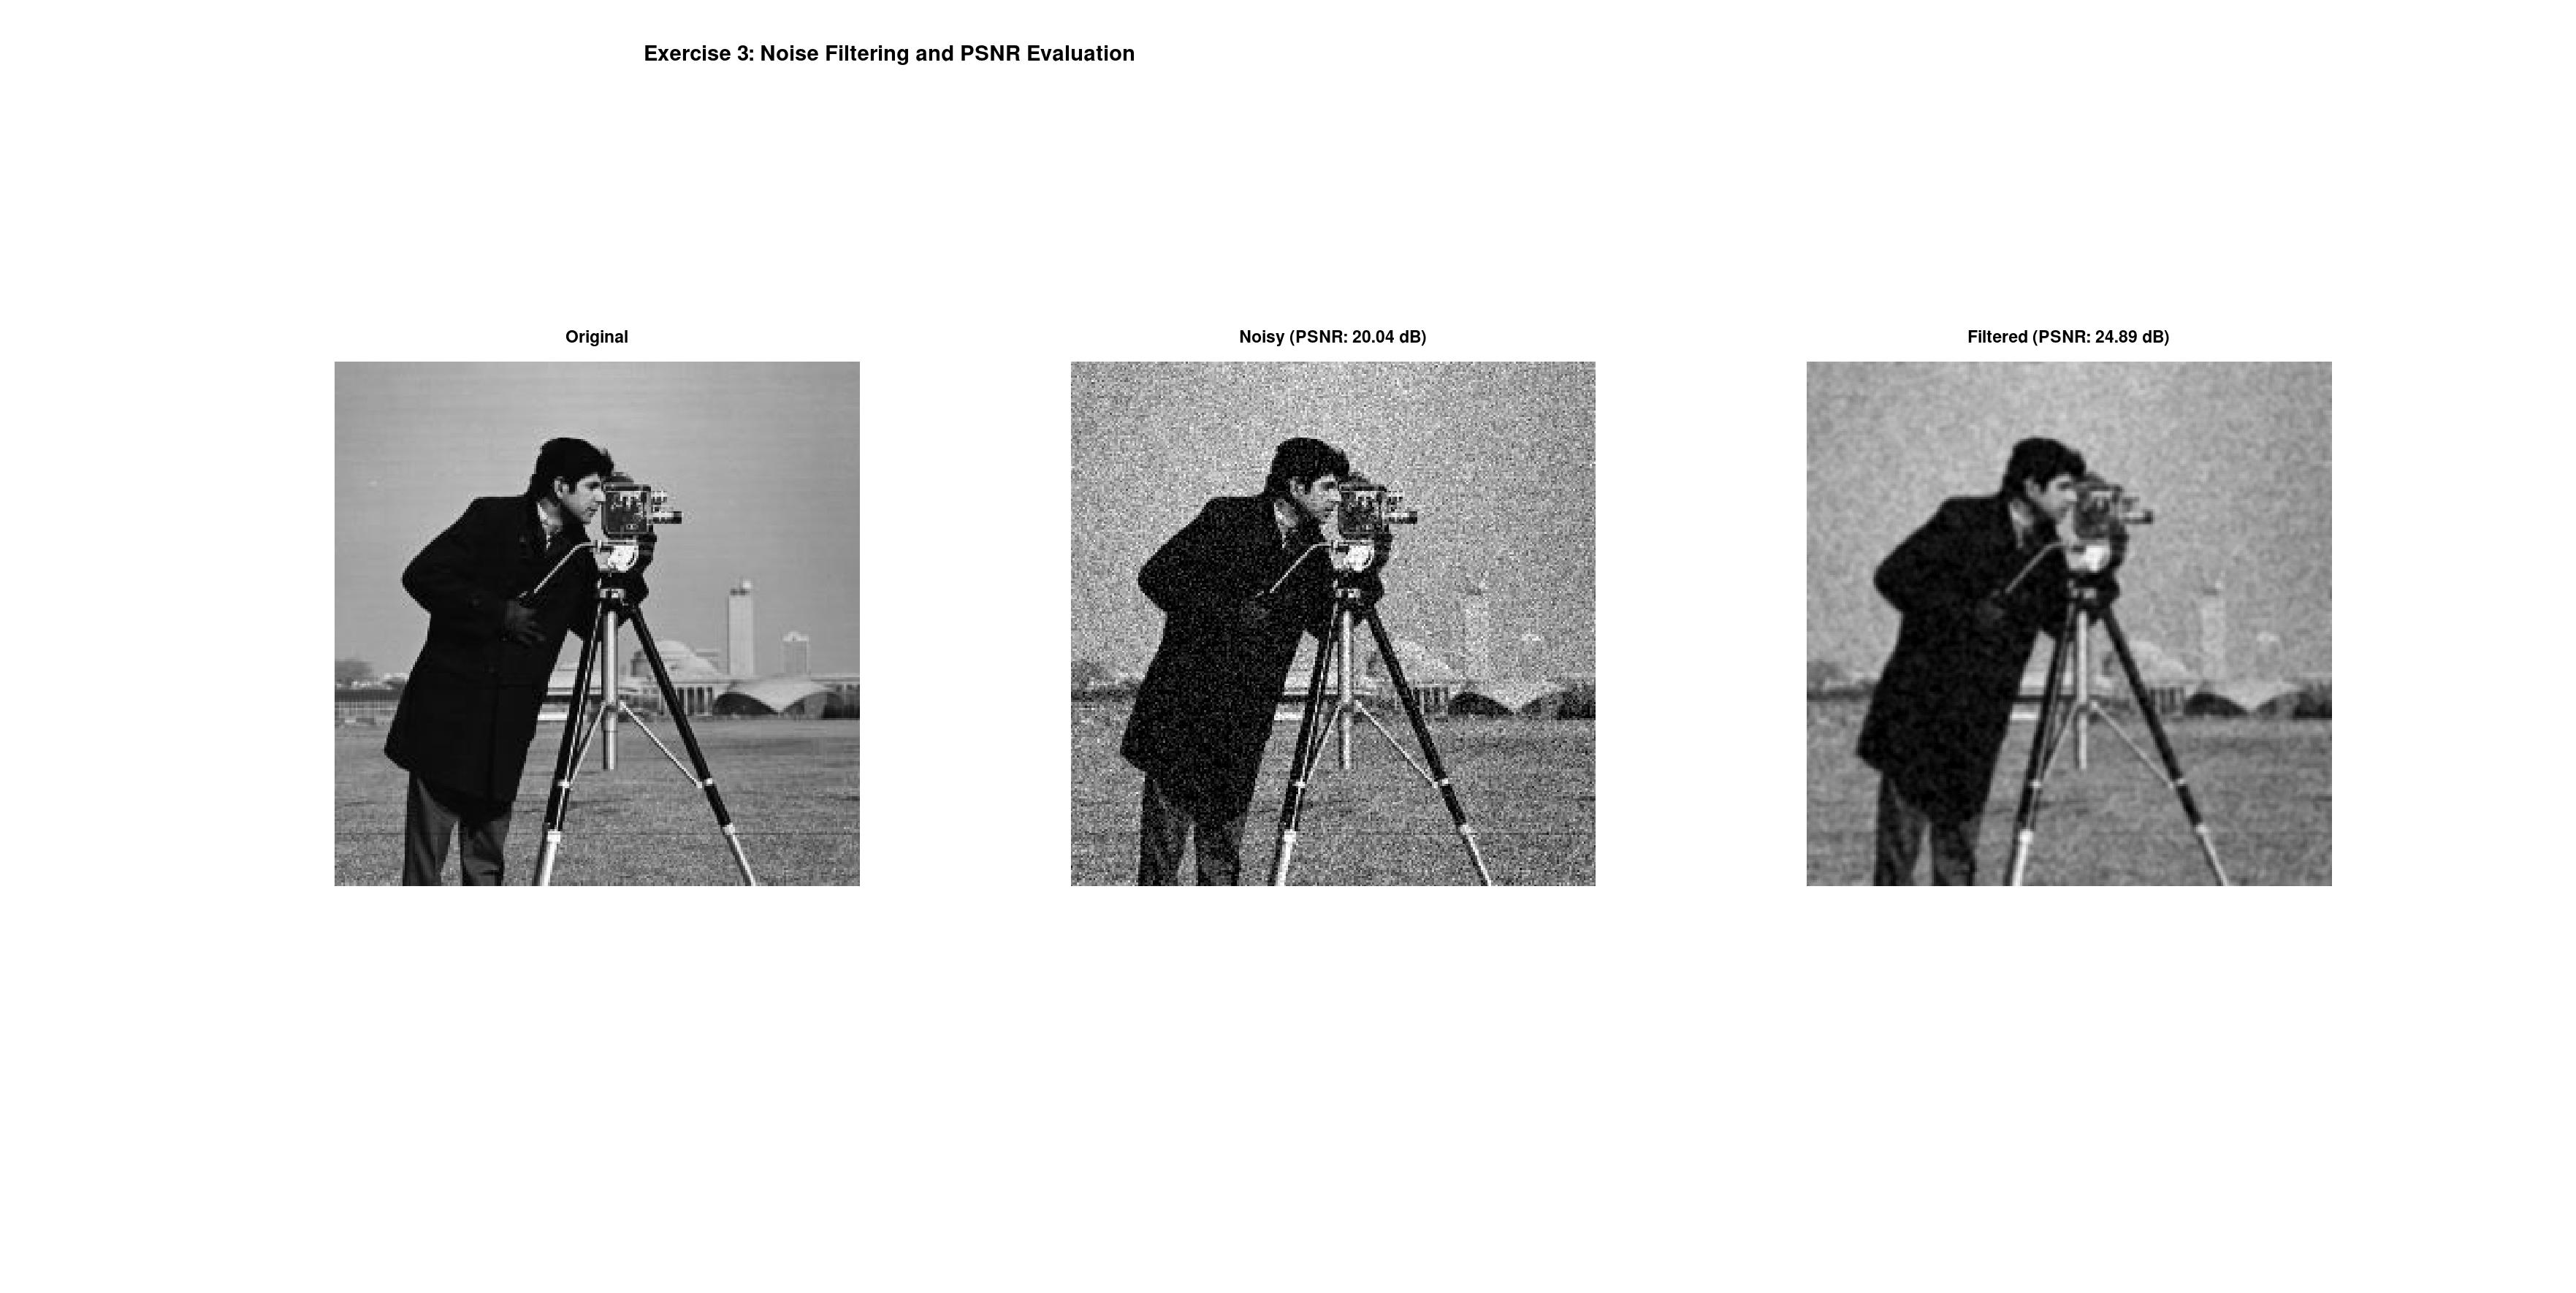 Exercise 3: Noise Filtering and PSNR Evaluation
Original
Noisy (PSNR: 20.04 dB)
Filtered (PSNR: 24.89 dB)